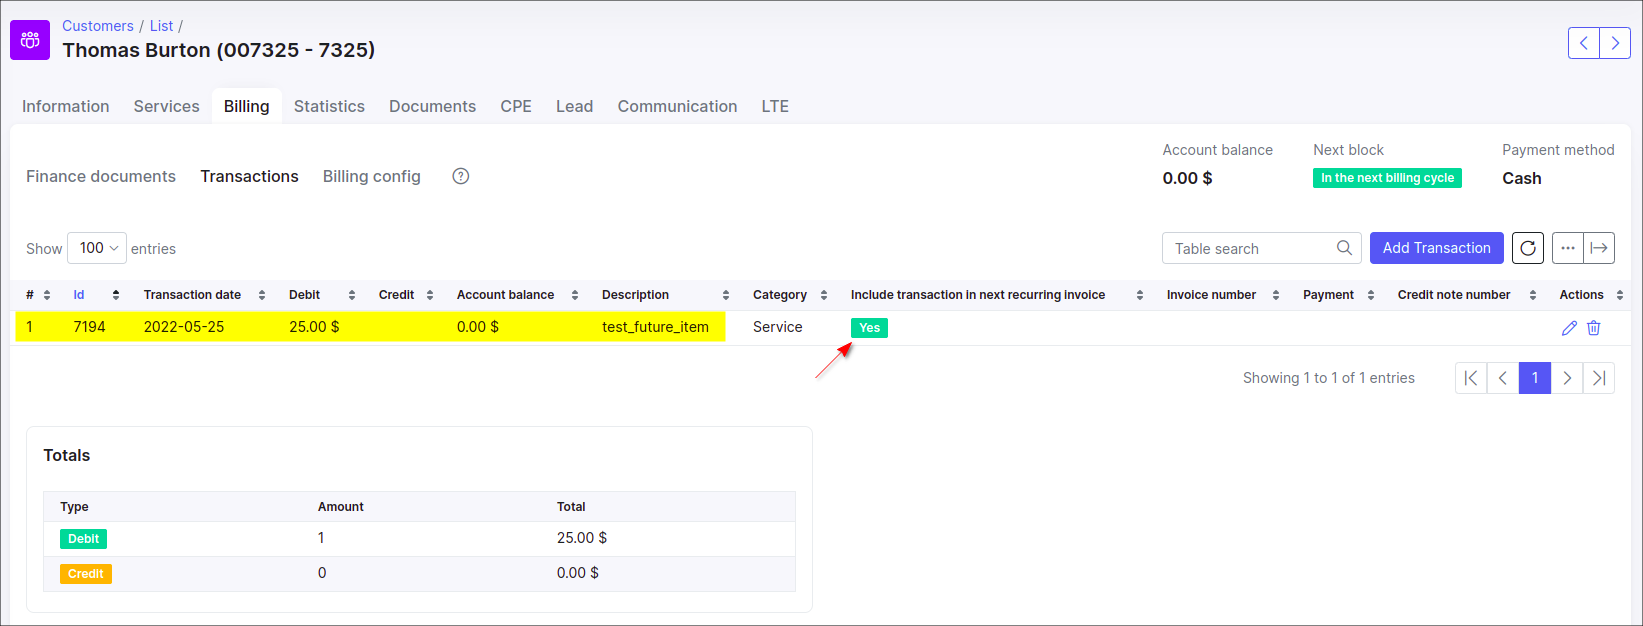 Customers / List /
Thomas Burton (007325 - 7325)
Information Services Billing Statistics Documents CPE Lead Communication LTE
Account balance Next block Payment method
Finance documents Transactions Billing config ?
0.00 $ In the next billing cycle Cash
Show 100 entries Table search Add Transaction
# Id Transaction date Debit Credit Account balance Description Category Include transaction in next recurring invoice Invoice number Payment Credit note number Actions
1 7194 2022-05-25 25.00 $ 0.00 $ test_future_item Service Yes
Showing 1 to 1 of 1 entries 1
Totals
Type Amount Total
Debit 1 25.00 $
Credit 0 0.00 $